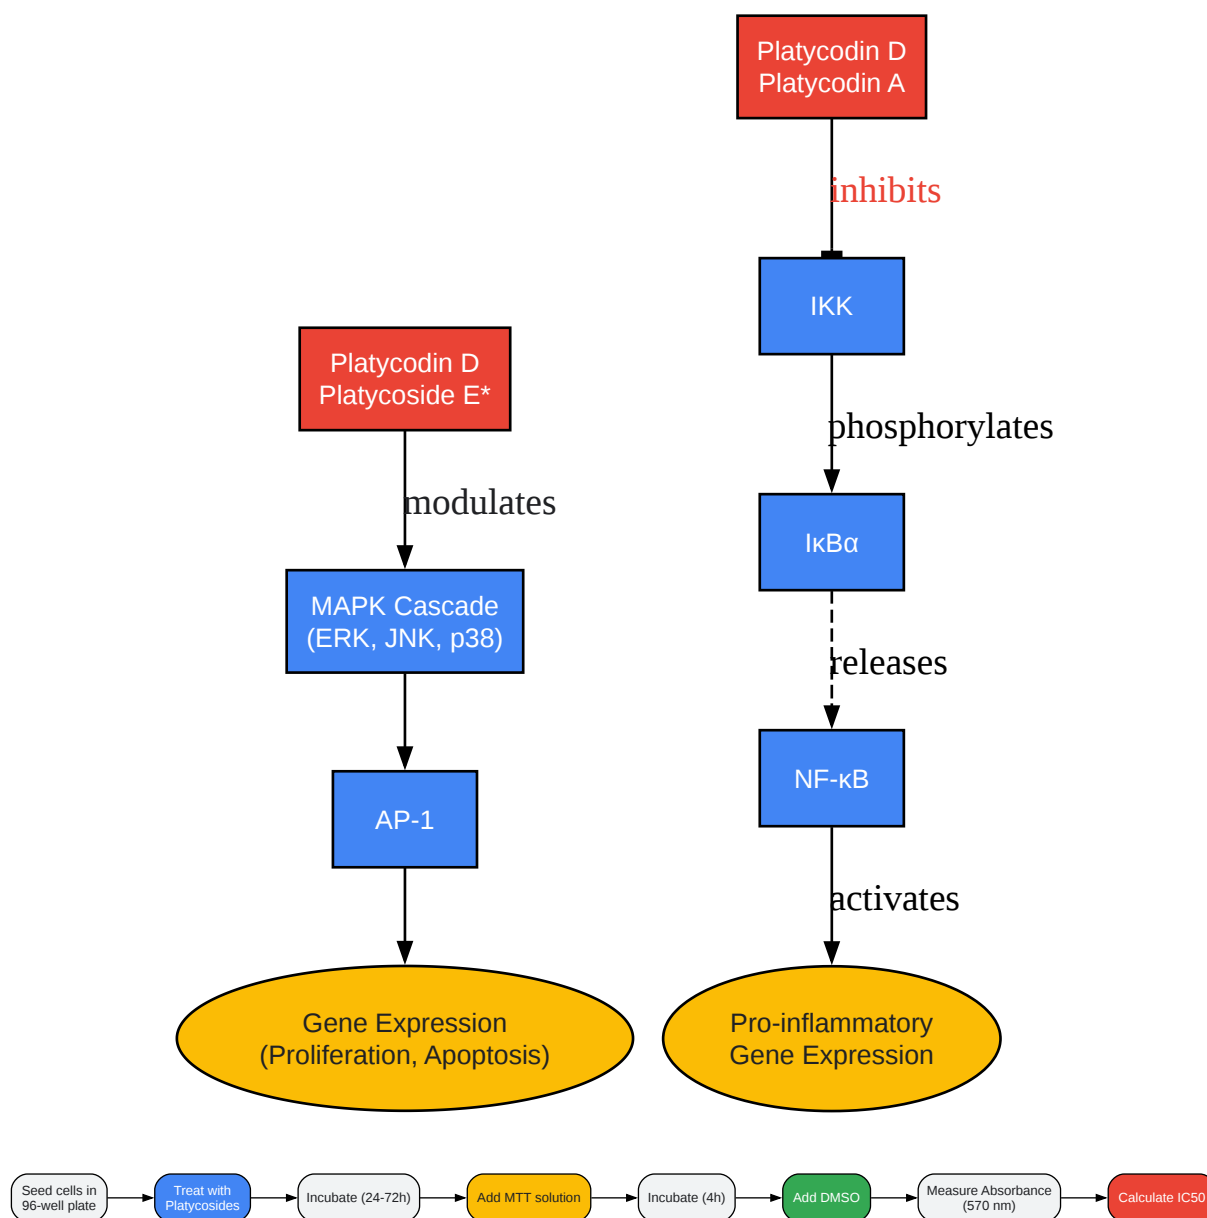 Platycodin D
Platycodin A
inhibits
IKK
phosphorylates
IκBα
releases
NF-κB
activates
Pro-inflammatory
Gene Expression
Platycodin D
Platycoside E*
modulates
MAPK Cascade
(ERK, JNK, p38)
AP-1
Gene Expression
(Proliferation, Apoptosis)
Seed cells in
96-well plate
Treat with
Platycosides
Incubate (24-72h)
Add MTT solution
Incubate (4h)
Add DMSO
Measure Absorbance
(570 nm)
Calculate IC50